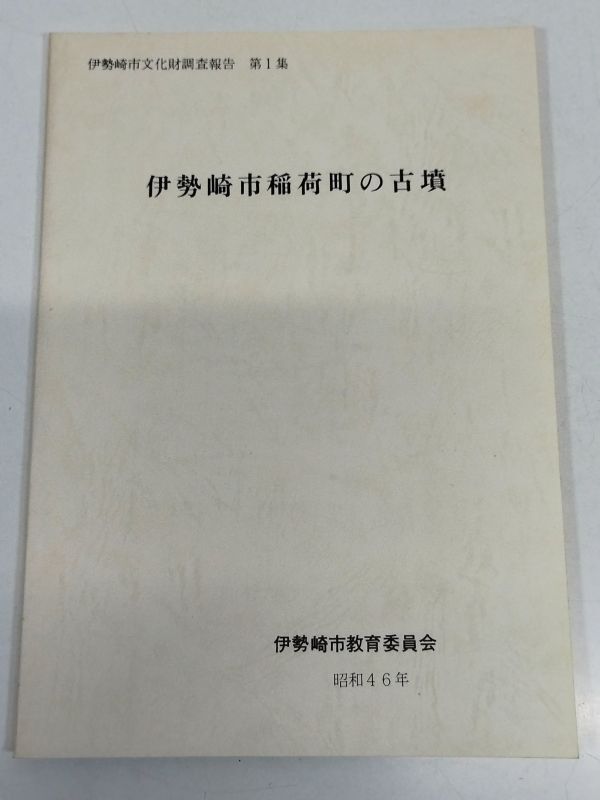 伊勢崎市文化財調査報告　第1集
伊勢崎市稲荷町の古墳
伊勢崎市教育委員会
昭和46年